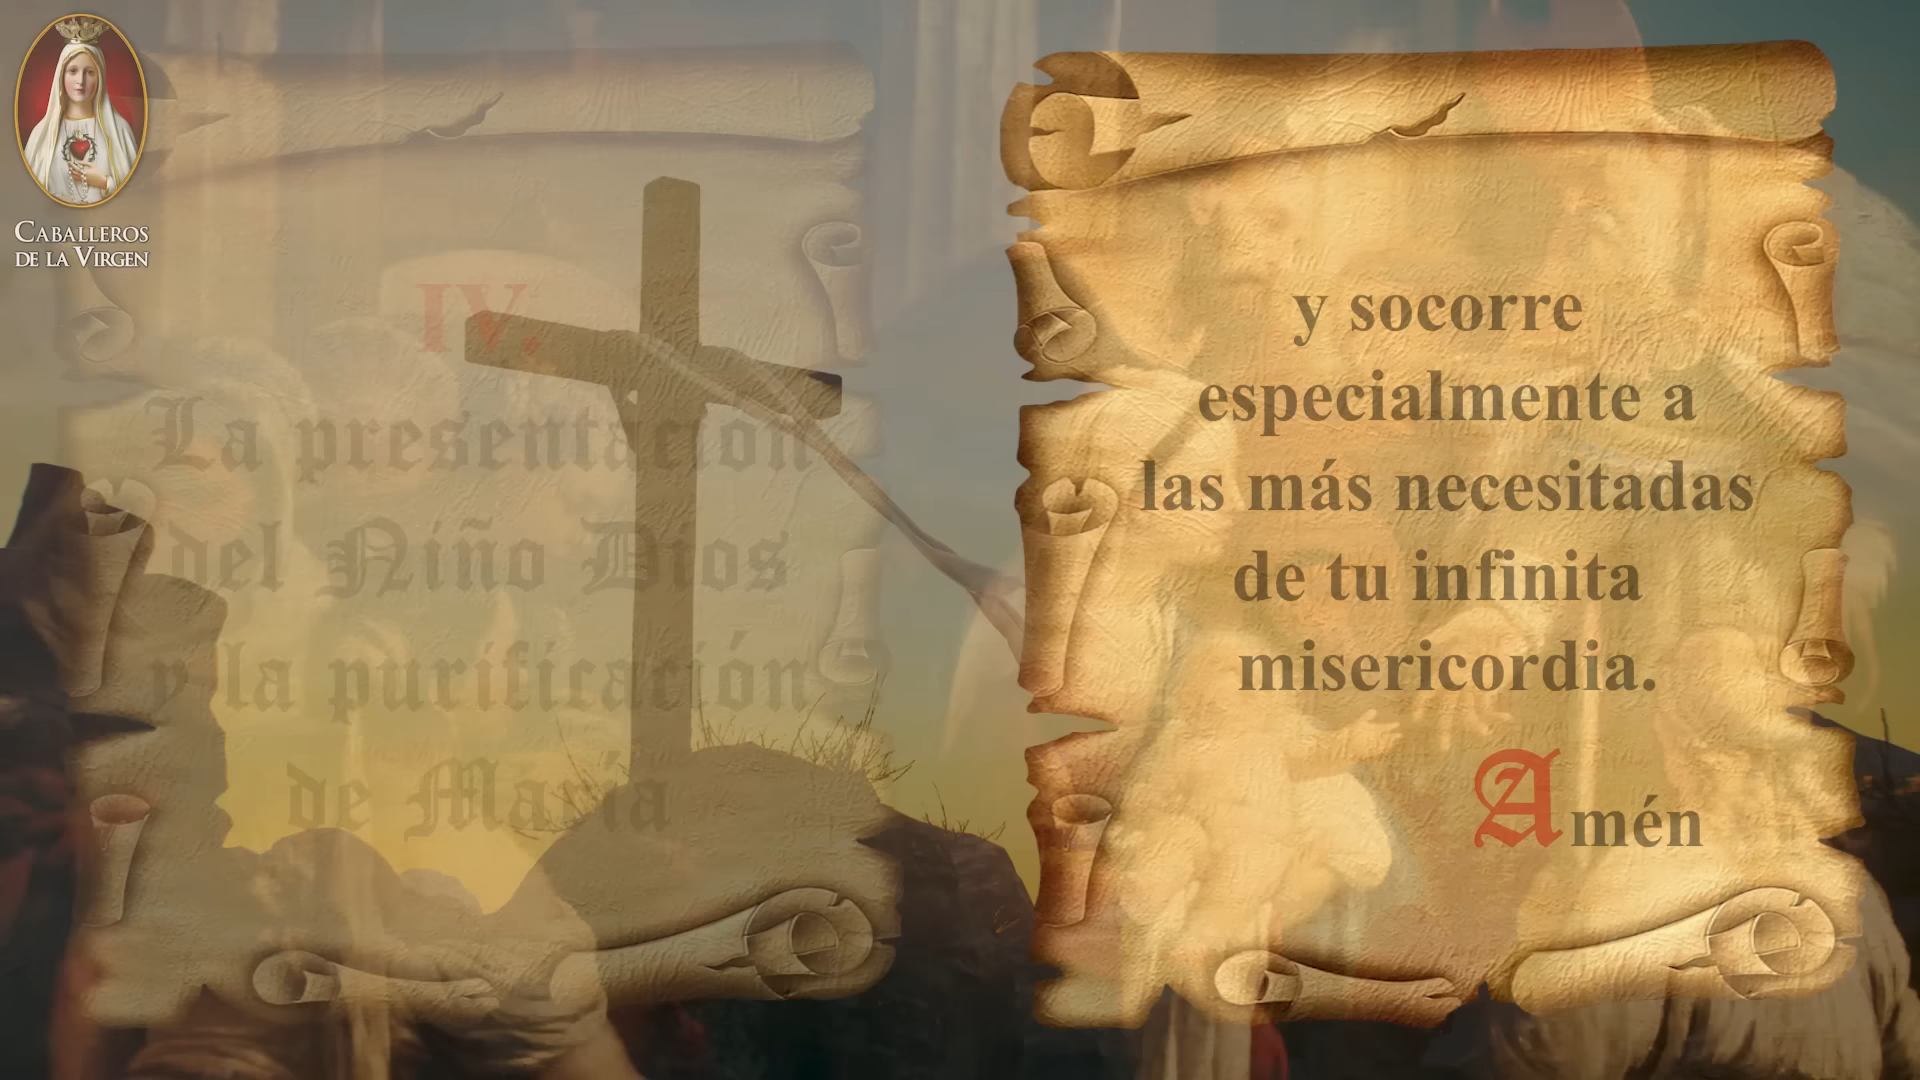 CABALLEROS
DE LA VIRGEN
IV.
La presentación
del Niño Dios
y la purificación
de María
y socorre
especialmente a
las más necesitadas
de tu infinita
misericordia.
Amén